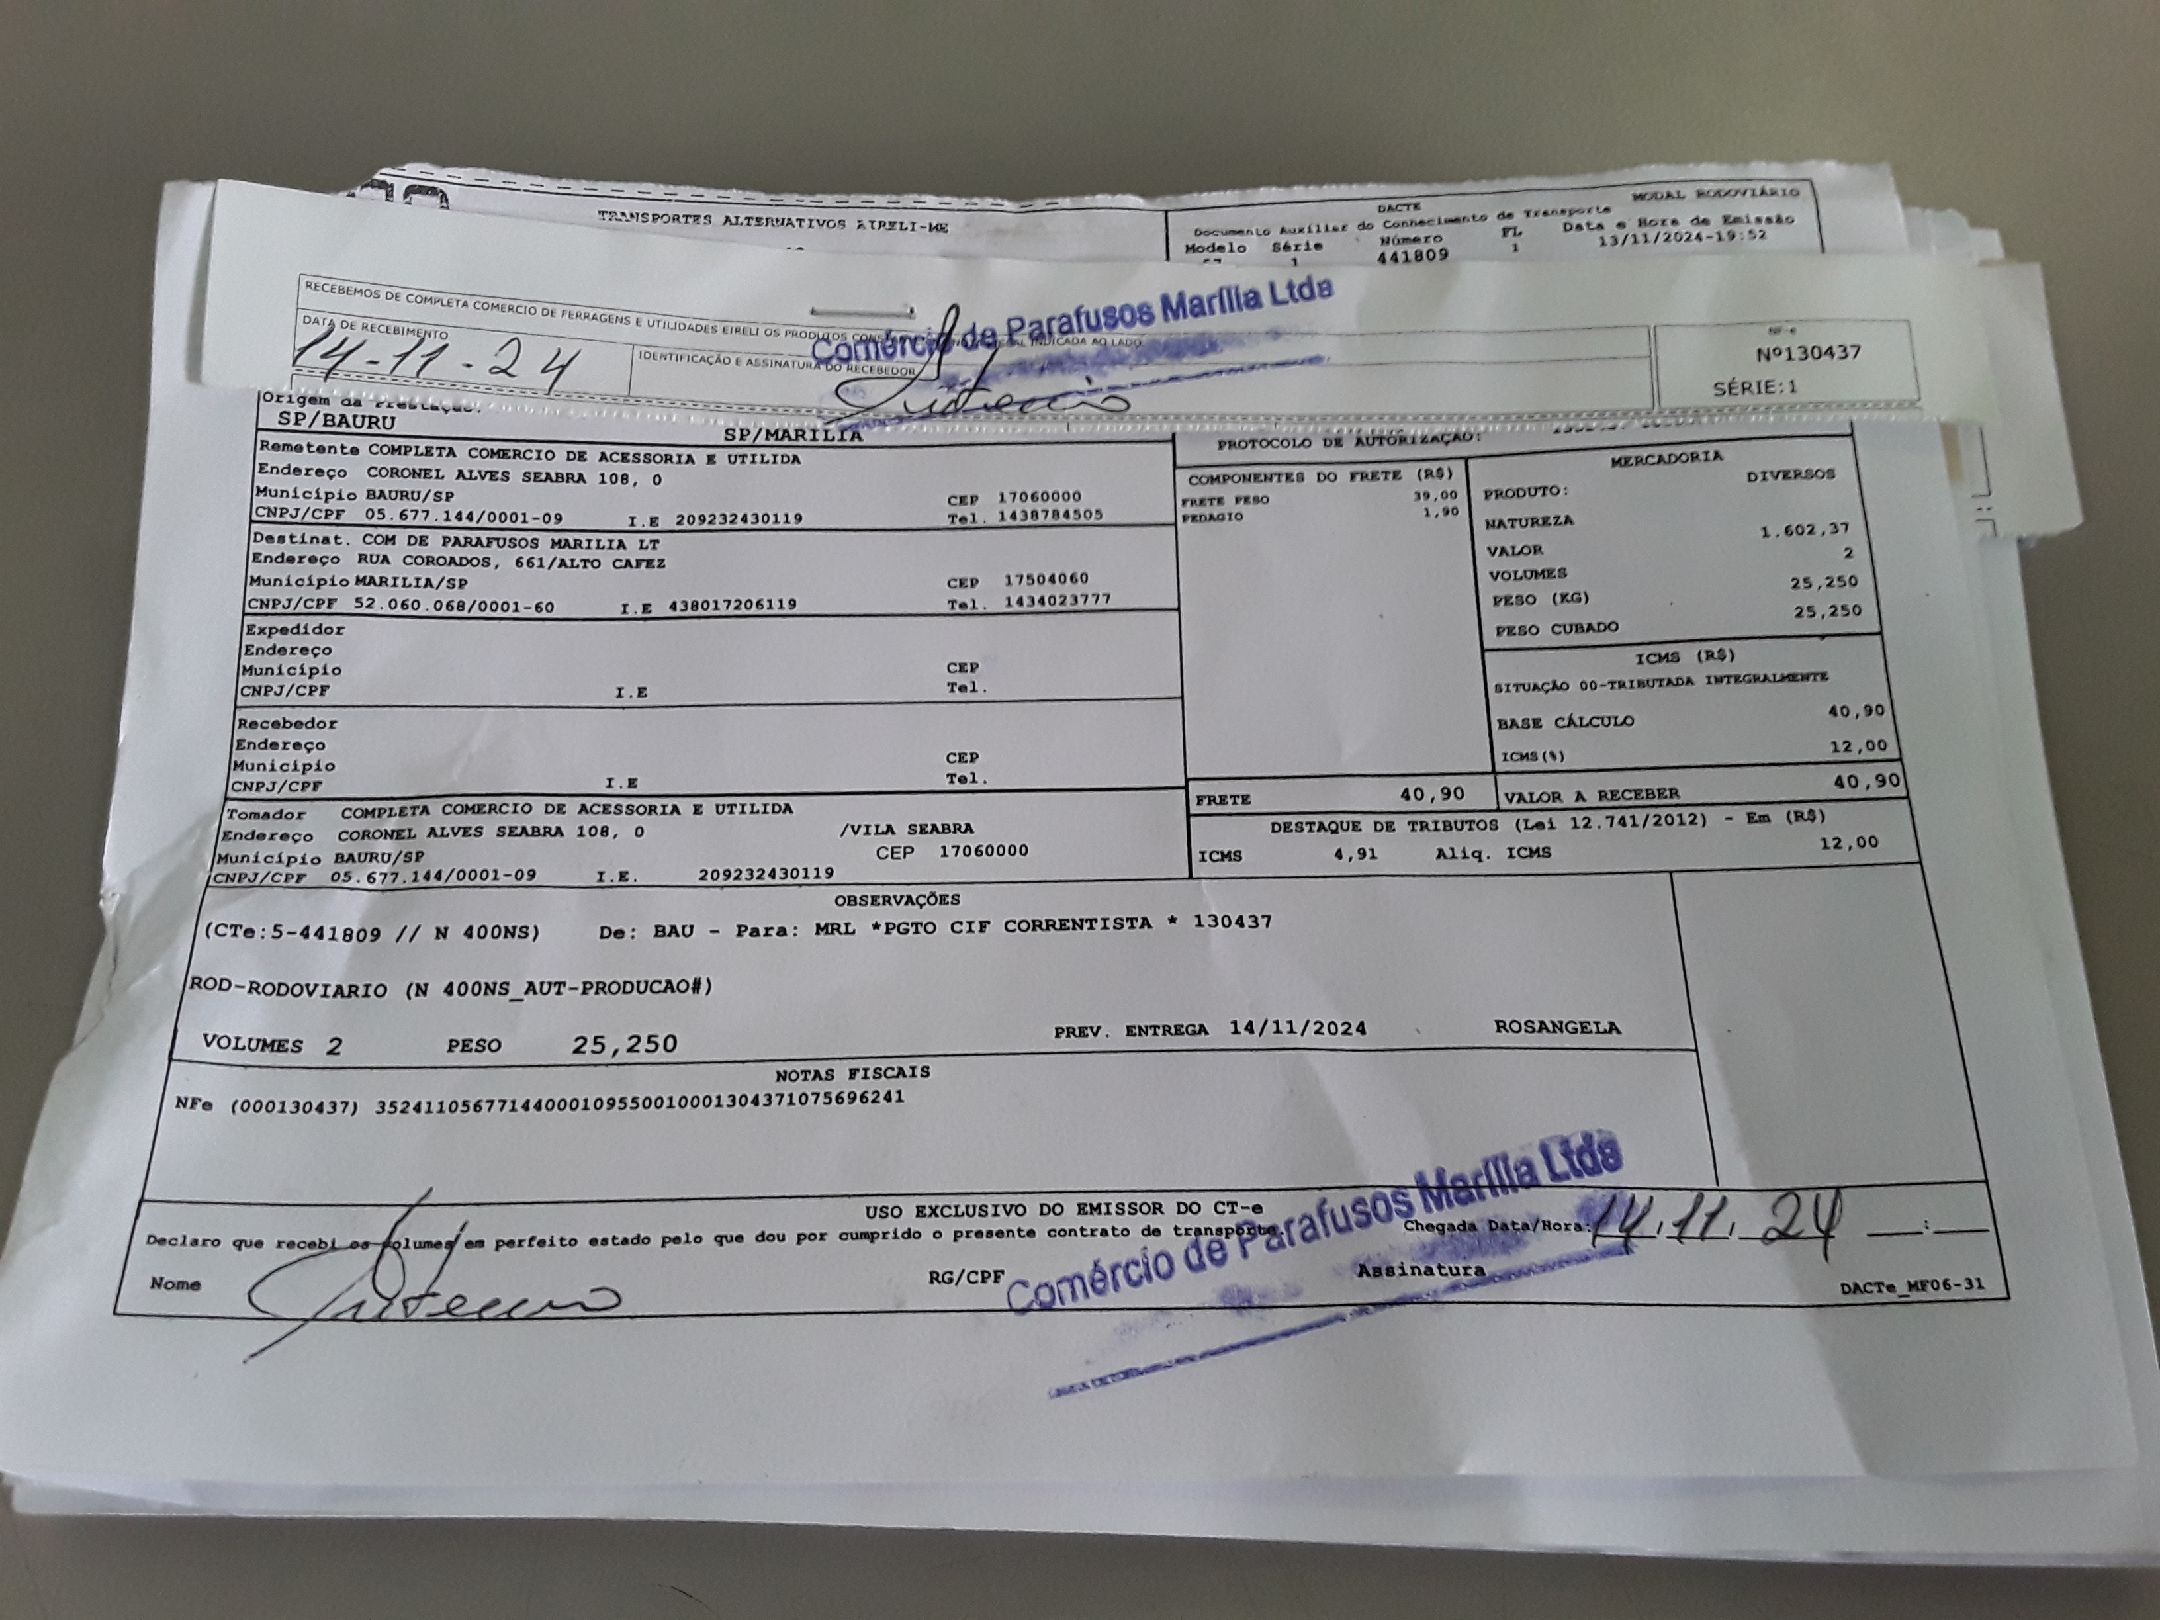 TRANSPORTES ALTERNATIVOS EIRELI-ME
DACTE
MODAL RODOVIÁRIO
Documento Auxiliar do Conhecimento de Transporte
Modelo Série Número FL Data e Hora de Emissão
57 1 441809 1 13/11/2024-19:52
RECEBEMOS DE COMPLETA COMERCIO DE FERRAGENS E UTILIDADES EIRELI OS PRODUTOS INDICADA AO LADO
DATA DE RECEBIMENTO
14-11-24
IDENTIFICAÇÃO E ASSINATURA DO RECEBEDOR
Comércio de Parafusos Marília Ltda
NF-e
Nº130437
SÉRIE:1
Origem da Prestação:
SP/BAURU SP/MARILIA
Remetente COMPLETA COMERCIO DE ACESSORIA E UTILIDA
Endereço CORONEL ALVES SEABRA 108, 0
Município BAURU/SP CEP 17060000
CNPJ/CPF 05.677.144/0001-09 I.E 209232430119 Tel. 1438784505
Destinat. COM DE PARAFUSOS MARILIA LT
Endereço RUA COROADOS, 661/ALTO CAFEZ
Município MARILIA/SP CEP 17504060
CNPJ/CPF 52.060.068/0001-60 I.E 438017206119 Tel. 1434023777
Expedidor
Endereço
Município CEP
CNPJ/CPF I.E Tel.
Recebedor
Endereço
Município CEP
CNPJ/CPF I.E Tel.
Tomador COMPLETA COMERCIO DE ACESSORIA E UTILIDA
Endereço CORONEL ALVES SEABRA 108, 0 /VILA SEABRA
Município BAURU/SP CEP 17060000
CNPJ/CPF 05.677.144/0001-09 I.E. 209232430119
PROTOCOLO DE AUTORIZAÇÃO:
COMPONENTES DO FRETE (R$)
FRETE PESO 39,00
PEDAGIO 1,90
MERCADORIA
PRODUTO: DIVERSOS
NATUREZA
VALOR 1.602,37
VOLUMES 2
PESO (KG) 25,250
PESO CUBADO 25,250
ICMS (R$)
SITUAÇÃO 00-TRIBUTADA INTEGRALMENTE
BASE CÁLCULO 40,90
ICMS(%) 12,00
FRETE 40,90 VALOR A RECEBER 40,90
DESTAQUE DE TRIBUTOS (Lei 12.741/2012) - Em (R$)
ICMS 4,91 Aliq. ICMS 12,00
OBSERVAÇÕES
(CTe:5-441809 // N 400NS) De: BAU - Para: MRL *PGTO CIF CORRENTISTA * 130437
ROD-RODOVIARIO (N 400NS_AUT-PRODUCAO#)
VOLUMES 2 PESO 25,250 PREV. ENTREGA 14/11/2024 ROSANGELA
NOTAS FISCAIS
NFe (000130437) 35241105677144000109550010001304371075696241
USO EXCLUSIVO DO EMISSOR DO CT-e
Declaro que recebi os volumes em perfeito estado pelo que dou por cumprido o presente contrato de transporte.
Chegada Data/Hora: 14.11.24 __:__
Nome RG/CPF Assinatura
Comércio de Parafusos Marília Ltda
DACTe_MF06-31